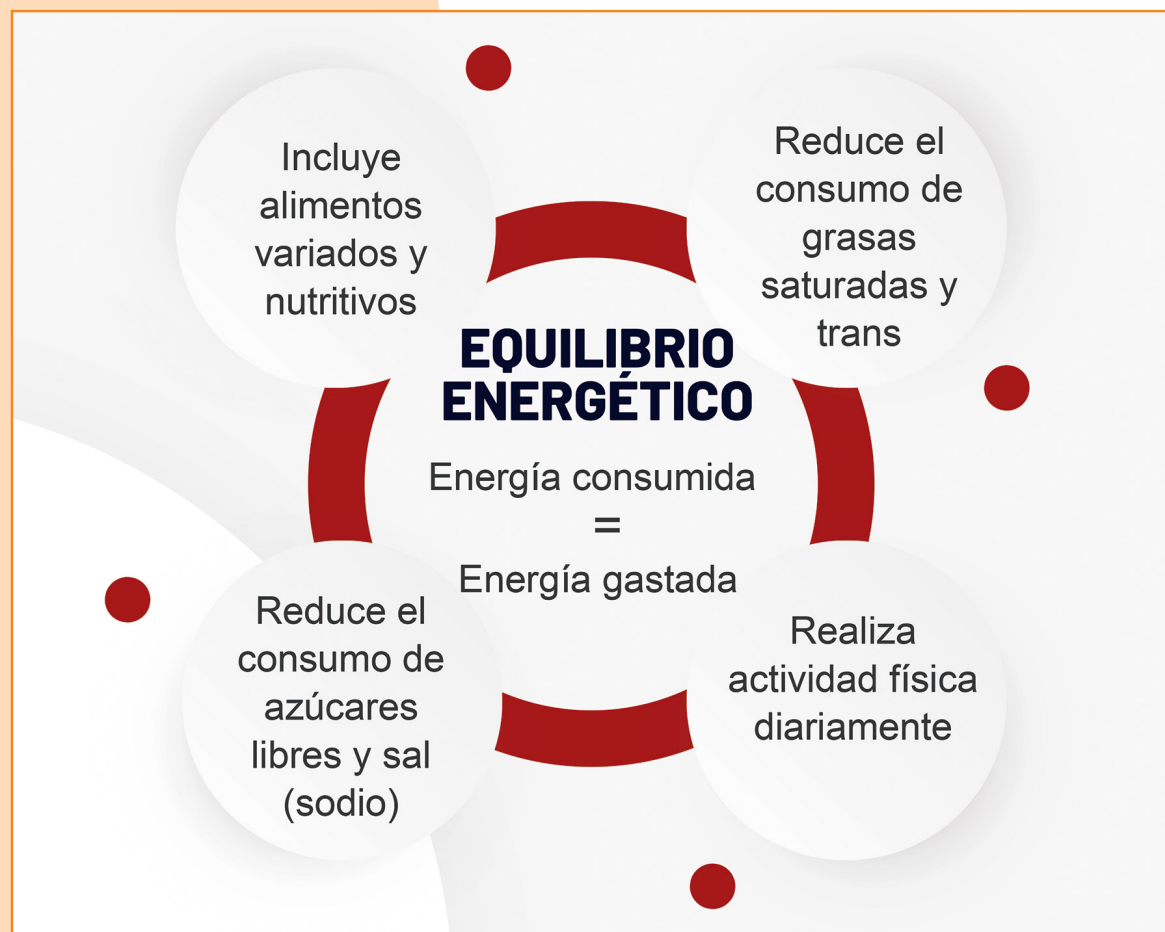 Incluye
alimentos
variados y
nutritivos
Reduce el
consumo de
grasas
saturadas y
trans
EQUILIBRIO
ENERGÉTICO
Energía consumida
=
Energía gastada
Reduce el
consumo de
azúcares
libres y sal
(sodio)
Realiza
actividad física
diariamente